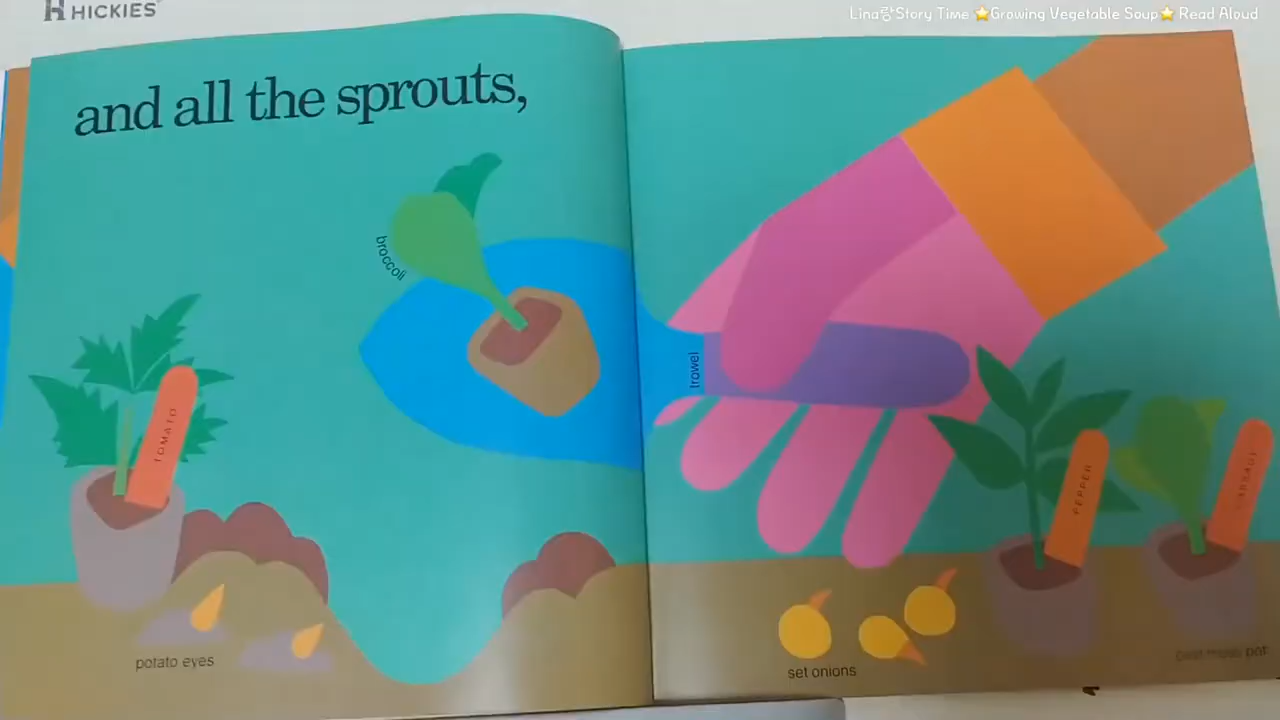 HICKIES
Lina랑Story Time ⭐Growing Vegetable Soup⭐ Read Aloud
and all the sprouts,
broccoli
trowel
TOMATO
PEPPER
potato eyes
set onions
peat moss pot